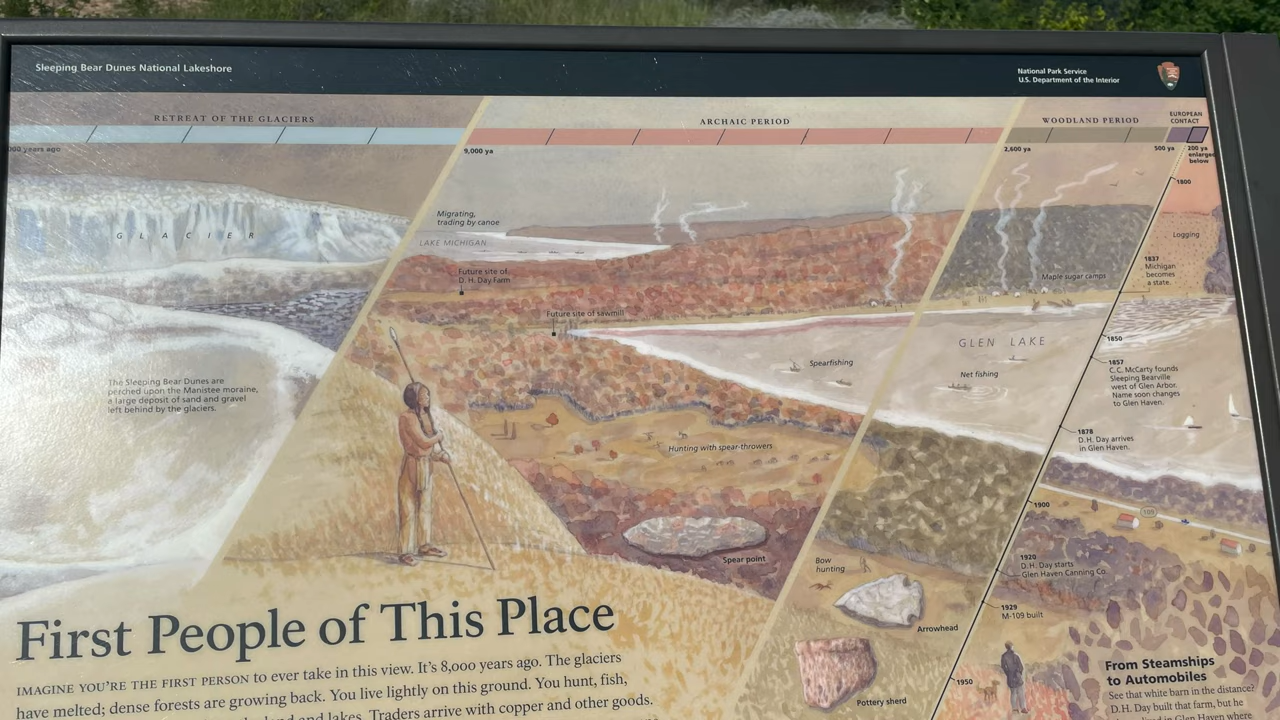 Sleeping Bear Dunes National Lakeshore
National Park Service
U.S. Department of the Interior
RETREAT OF THE GLACIERS
ARCHAIC PERIOD
WOODLAND PERIOD
EUROPEAN
CONTACT
000 years ago
9,000 ya
2,600 ya
500 ya
200 ya
enlarged
below
1800
GLACIER
Migrating,
trading by canoe
LAKE MICHIGAN
Future site of
D. H. Day Farm
Future site of sawmill
Maple sugar camps
Logging
1837
Michigan
becomes
a state.
GLEN LAKE
Spearfishing
Net fishing
1850
1857
C.C. McCarty founds
Sleeping Bearville
west of Glen Arbor.
Name soon changes
to Glen Haven.
The Sleeping Bear Dunes are
perched upon the Manistee moraine,
a large deposit of sand and gravel
left behind by the glaciers.
1878
D. H. Day arrives
in Glen Haven.
Hunting with spear-throwers
1900
109
Spear point
Bow
hunting
1920
D. H. Day starts
Glen Haven Canning Co.
1929
M-109 built
Arrowhead
Pottery sherd
1950
First People of This Place
IMAGINE YOU'RE THE FIRST PERSON to ever take in this view. It's 8,000 years ago. The glaciers
have melted; dense forests are growing back. You live lightly on this ground. You hunt, fish,
and lakes. Traders arrive with copper and other goods.
From Steamships
to Automobiles
See that white barn in the distance?
D. H. Day built that farm, but he
lived in Glen Haven where